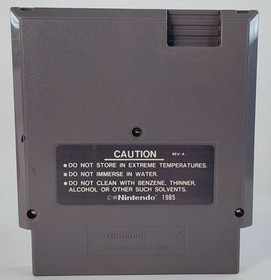 CAUTION REV-A
• DO NOT STORE IN EXTREME TEMPERATURES.
• DO NOT IMMERSE IN WATER.
• DO NOT CLEAN WITH BENZENE, THINNER,
ALCOHOL OR OTHER SUCH SOLVENTS.
©Nintendo 1985
Nintendo